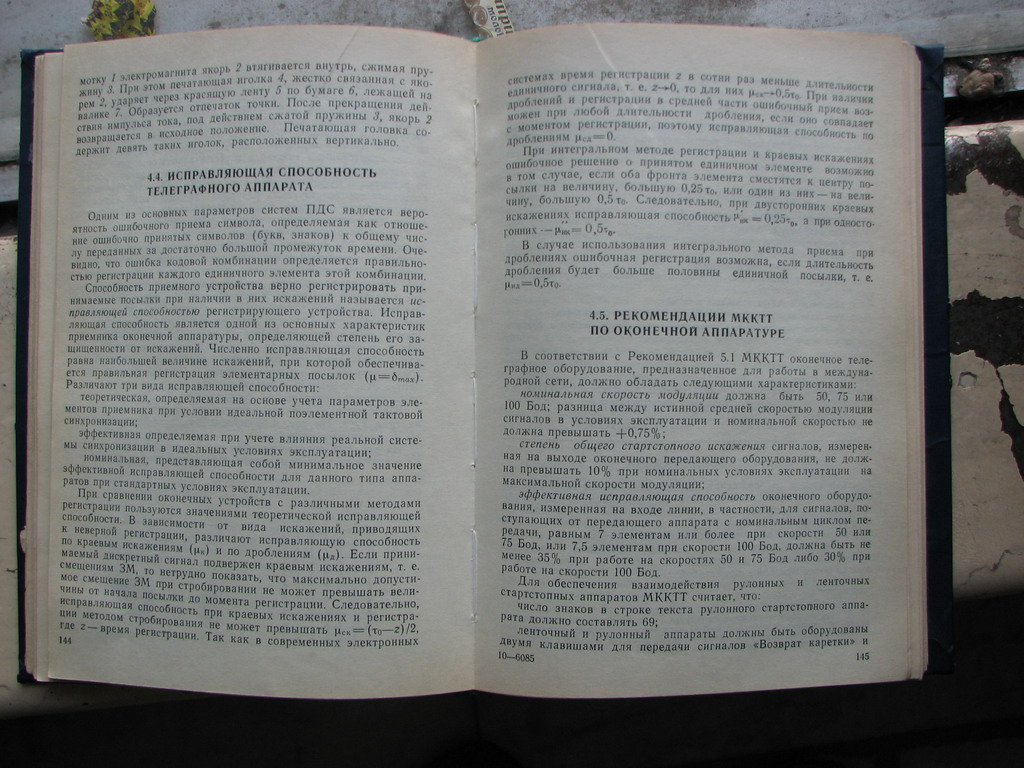 мотку 1 электромагнита якорь 2 втягивается внутрь, сжимая пру-
жину 3. При этом печатающая иголка 4, жестко связанная с яко-
рем 2, ударяет через красящую ленту 5 по бумаге 6, лежащей на
валике 7. Образуется отпечаток точки. После прекращения дей-
ствия импульса тока, под действием сжатой пружины 3, якорь 2
возвращается в исходное положение. Печатающая головка со-
держит девять таких иголок, расположенных вертикально.
4.4. ИСПРАВЛЯЮЩАЯ СПОСОБНОСТЬ
ТЕЛЕГРАФНОГО АППАРАТА
Одним из основных параметров систем ПДС является веро-
ятность ошибочного приема символа, определяемая как отноше-
ние ошибочно принятых символов (букв, знаков) к общему чис-
лу переданных за достаточно большой промежуток времени. Оче-
видно, что ошибка кодовой комбинации определяется правильно-
стью регистрации каждого единичного элемента этой комбинации.
Способность приемного устройства верно регистрировать при-
нимаемые посылки при наличии в них искажений называется ис-
правляющей способностью регистрирующего устройства. Исправ-
ляющая способность является одной из основных характеристик
приемника оконечной аппаратуры, определяющей степень его за-
щищенности от искажений. Численно исправляющая способность
равна наибольшей величине искажений, при которой обеспечива-
ется правильная регистрация элементарных посылок (μ=δmax).
Различают три вида исправляющей способности:
теоретическая, определяемая на основе учета параметров эле-
ментов приемника при условии идеальной поэлементной тактовой
синхронизации;
эффективная определяемая при учете влияния реальной систе-
мы синхронизации в идеальных условиях эксплуатации;
номинальная, представляющая собой минимальное значение
эффективной исправляющей способности для данного типа аппа-
ратов при стандартных условиях эксплуатации.
При сравнении оконечных устройств с различными методами
регистрации пользуются значениями теоретической исправляющей
способности. В зависимости от вида искажений, приводящих
к неверной регистрации, различают исправляющую способность
по краевым искажениям (μк) и по дроблениям (μд). Если прини-
маемый дискретный сигнал подвержен краевым искажениям, т. е.
смещениям ЗМ, то нетрудно показать, что максимально допусти-
мое смещение ЗМ при стробировании не может превышать вели-
чины от начала посылки до момента регистрации. Следовательно,
исправляющая способность при краевых искажениях и регистра-
ции методом стробирования не может превышать μск=(τ0—z)/2,
где z—время регистрации. Так как в современных электронных
144
системах время регистрации z в сотни раз меньше длительности
единичного сигнала, т. е. z→0, то для них μск→0,5τ0. При наличии
дроблений и регистрации в средней части ошибочный прием воз-
можен при любой длительности дробления, если оно совпадает
с моментом регистрации, поэтому исправляющая способность по
дроблениям μсд=0.
При интегральном методе регистрации и краевых искажениях
ошибочное решение о принятом единичном элементе возможно
в том случае, если оба фронта элемента сместятся к центру по-
сылки на величину, большую 0,25τ0, или один из них—на вели-
чину, большую 0,5τ0. Следовательно, при двусторонних краевых
искажениях исправляющая способность μик=0,25τ0, а при односто-
ронних —μик=0,5τ0.
В случае использования интегрального метода приема при
дроблениях ошибочная регистрация возможна, если длительность
дробления будет больше половины единичной посылки, т. е.
μид=0,5τ0.
4.5. РЕКОМЕНДАЦИИ МККТТ
ПО ОКОНЕЧНОЙ АППАРАТУРЕ
В соответствии с Рекомендацией 5.1 МККТТ оконечное теле-
графное оборудование, предназначенное для работы в междуна-
родной сети, должно обладать следующими характеристиками:
номинальная скорость модуляции должна быть 50, 75 или
100 Бод; разница между истинной средней скоростью модуляции
сигналов в условиях эксплуатации и номинальной скоростью не
должна превышать +0,75%;
степень общего стартстопного искажения сигналов, измерен-
ная на выходе оконечного передающего оборудования, не долж-
на превышать 10% при номинальных условиях эксплуатации на
максимальной скорости модуляции;
эффективная исправляющая способность оконечного оборудо-
вания, измеренная на входе линии, в частности, для сигналов, по-
ступающих от передающего аппарата с номинальным циклом пе-
редачи, равным 7 элементам или более при скорости 50 или
75 Бод, или 7,5 элементам при скорости 100 Бод, должна быть не
менее 35% при работе на скоростях 50 и 75 Бод либо 30% при
работе на скорости 100 Бод.
Для обеспечения взаимодействия рулонных и ленточных
стартстопных аппаратов МККТТ считает, что:
число знаков в строке текста рулонного стартстопного аппа-
рата должно составлять 69;
ленточный и рулонный аппараты должны быть оборудованы
двумя клавишами для передачи сигналов «Возврат каретки» и
10—6085
145